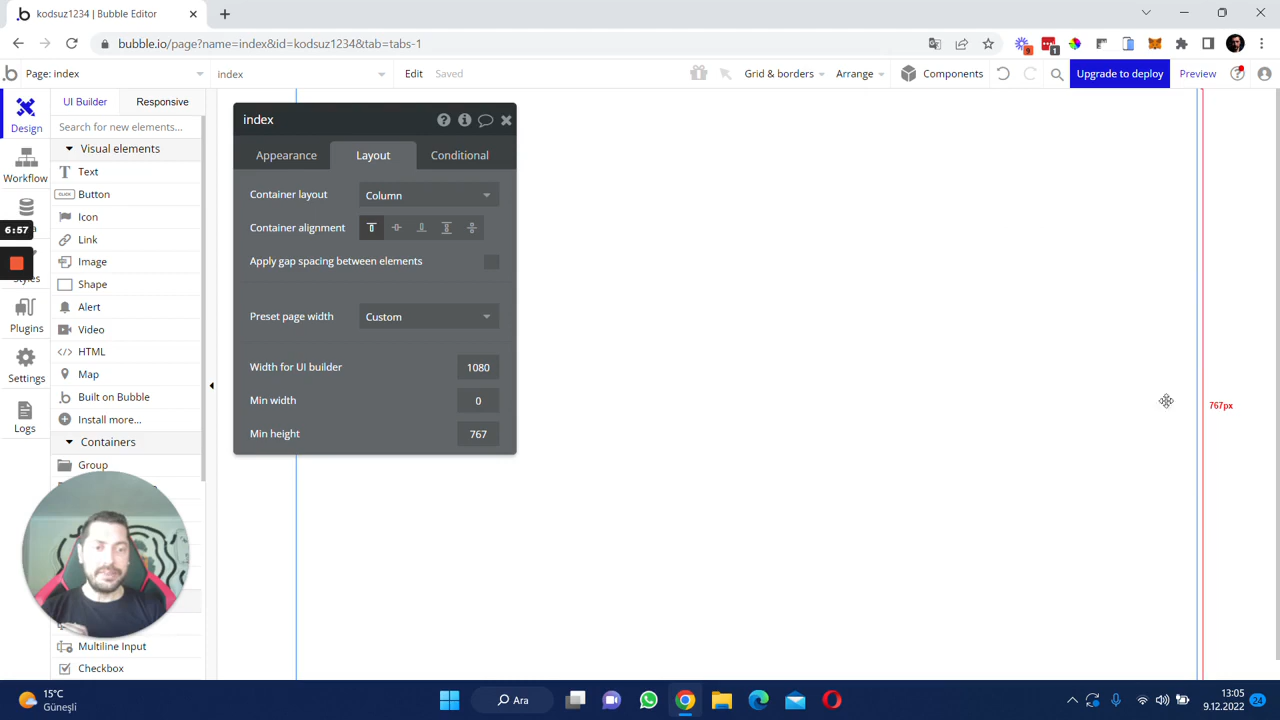 kodsuz1234 | Bubble Editor
bubble.io/page?name=index&id=kodsuz1234&tab=tabs-1
9
1
Page: index
index
Edit
Saved
Grid & borders
Arrange
Components
Upgrade to deploy
Preview
Design
Workflow
6:57
Plugins
Settings
Logs
UI Builder
Responsive
Search for new elements...
Visual elements
Text
CLICK
Button
Icon
Link
Image
Shape
Alert
Video
HTML
Map
Built on Bubble
Install more...
Containers
Group
Multiline Input
Checkbox
index
Appearance
Layout
Conditional
Container layout
Column
Container alignment
Apply gap spacing between elements
Preset page width
Custom
Width for UI builder
1080
Min width
0
Min height
767
767px
15°C
Güneşli
Ara
13:05
9.12.2022
24